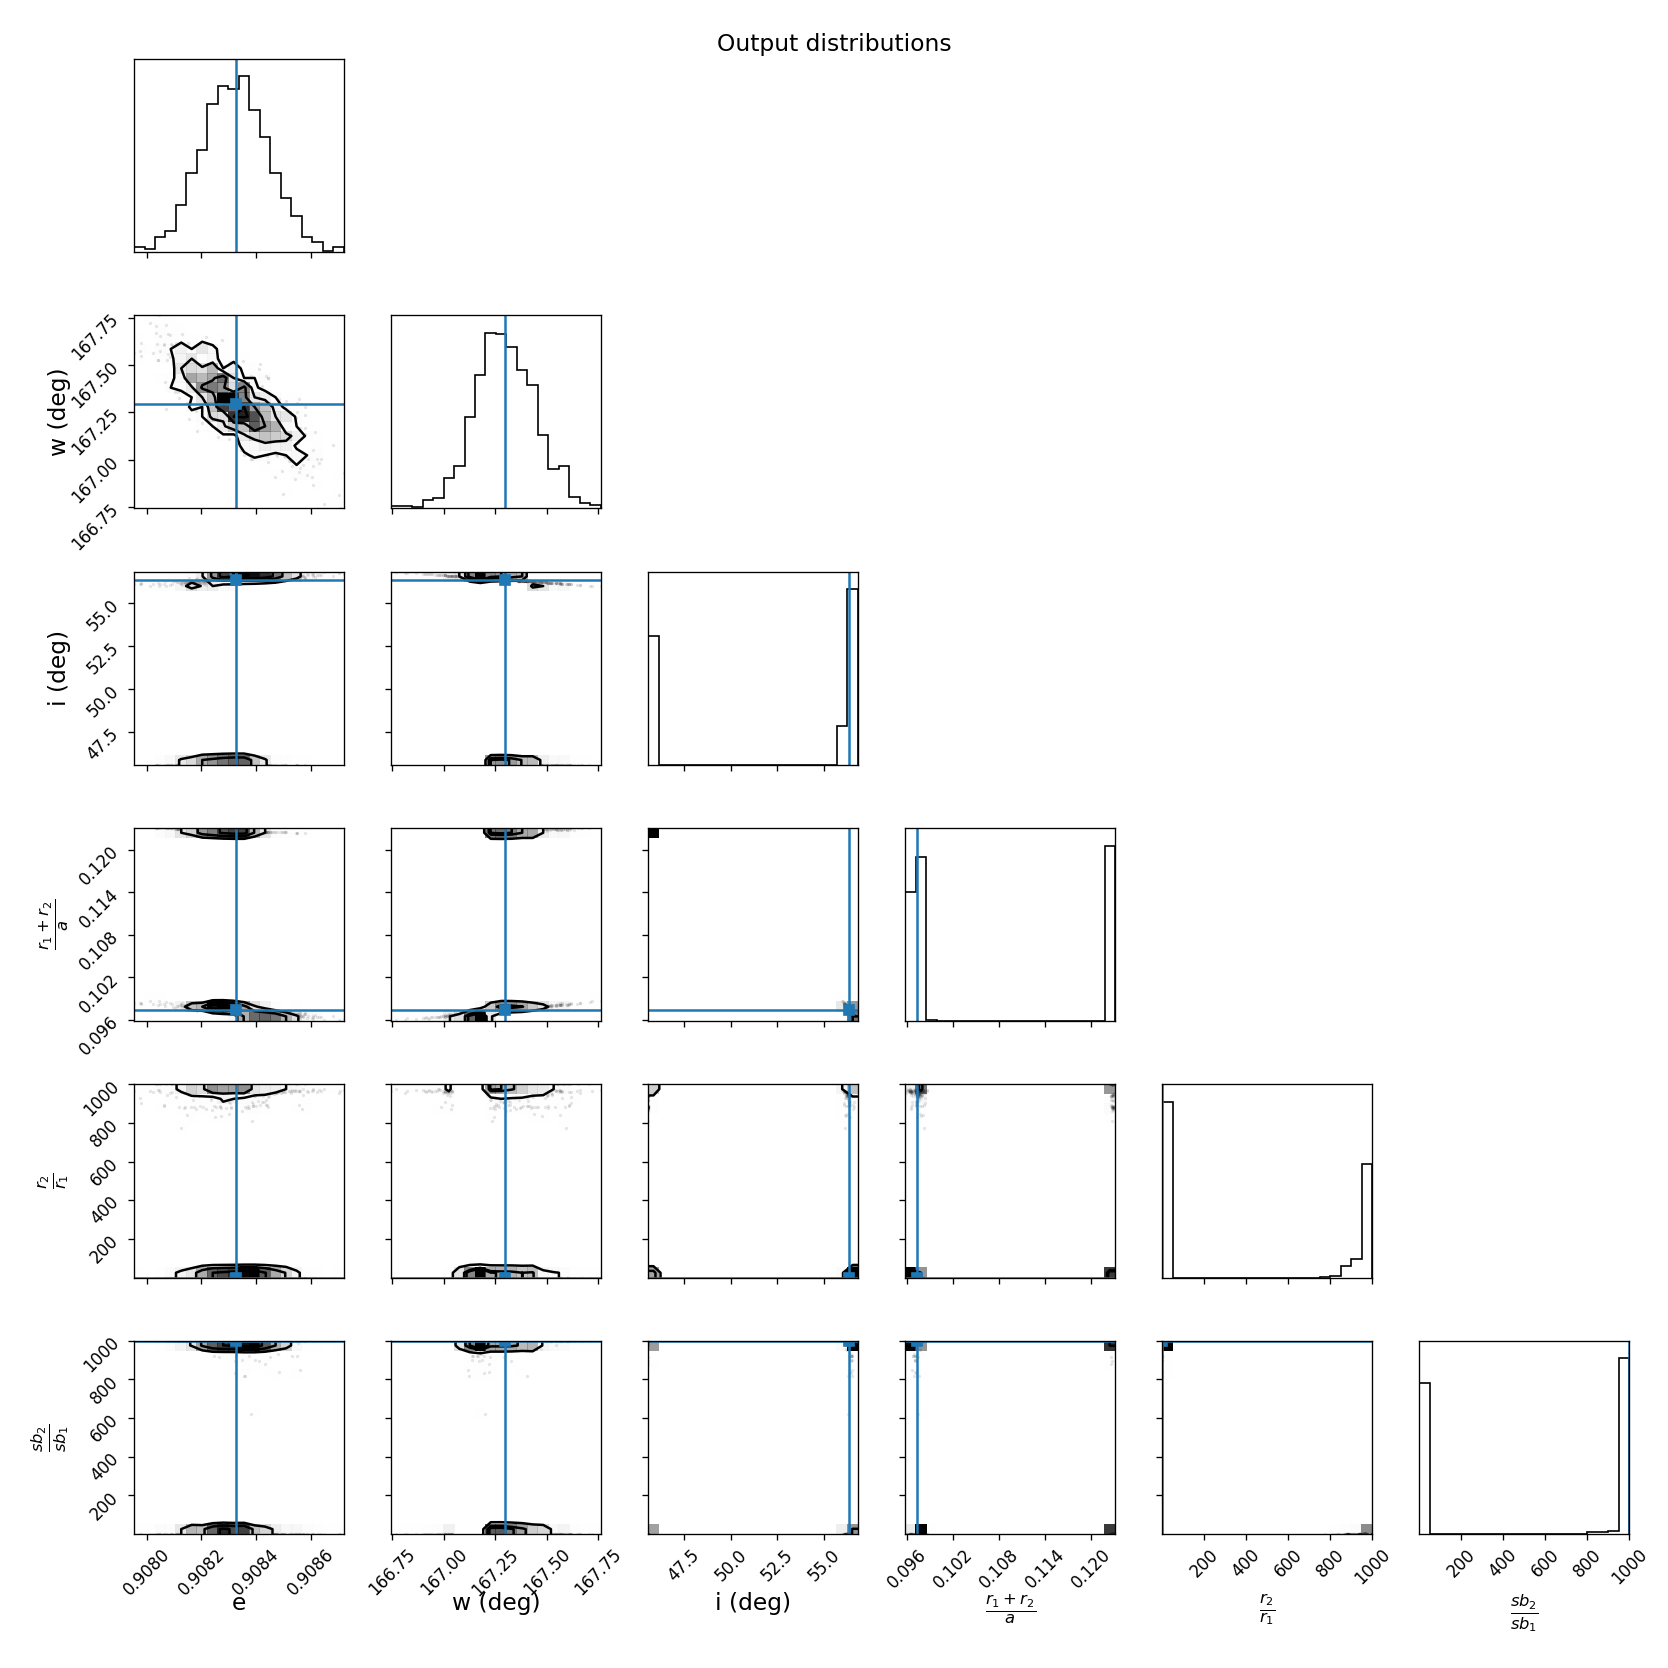 Output distributions
w (deg)
167.75
167.50
167.25
167.00
166.75
i (deg)
55.0
52.5
50.0
47.5
r₁ + r₂
a
0.120
0.114
0.108
0.102
0.096
r₂
r₁
1000
800
600
400
200
sb₂
sb₁
1000
800
600
400
200
0.9080 0.9082 0.9084 0.9086 166.75 167.00 167.25 167.50 167.75 47.5 50.0 52.5 55.0 0.096 0.102 0.108 0.114 0.120 200 400 600 800 1000 200 400 600 800 1000
e w (deg) i (deg)
r₁ + r₂
a
r₂
r₁
sb₂
sb₁